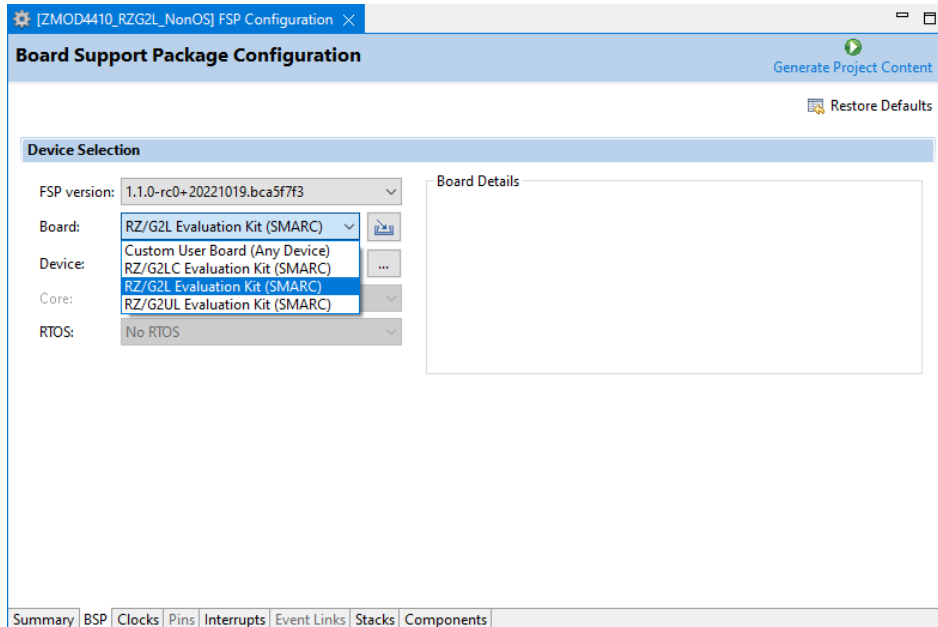 [ZMOD4410_RZG2L_NonOS] FSP Configuration
Board Support Package Configuration
Generate Project Content
Restore Defaults
Device Selection
FSP version: 1.1.0-rc0+20221019.bca5f7f3
Board Details
Board: RZ/G2L Evaluation Kit (SMARC)
Custom User Board (Any Device)
Device: RZ/G2LC Evaluation Kit (SMARC) ...
RZ/G2L Evaluation Kit (SMARC)
Core: RZ/G2UL Evaluation Kit (SMARC)
RTOS: No RTOS
Summary BSP Clocks Pins Interrupts Event Links Stacks Components